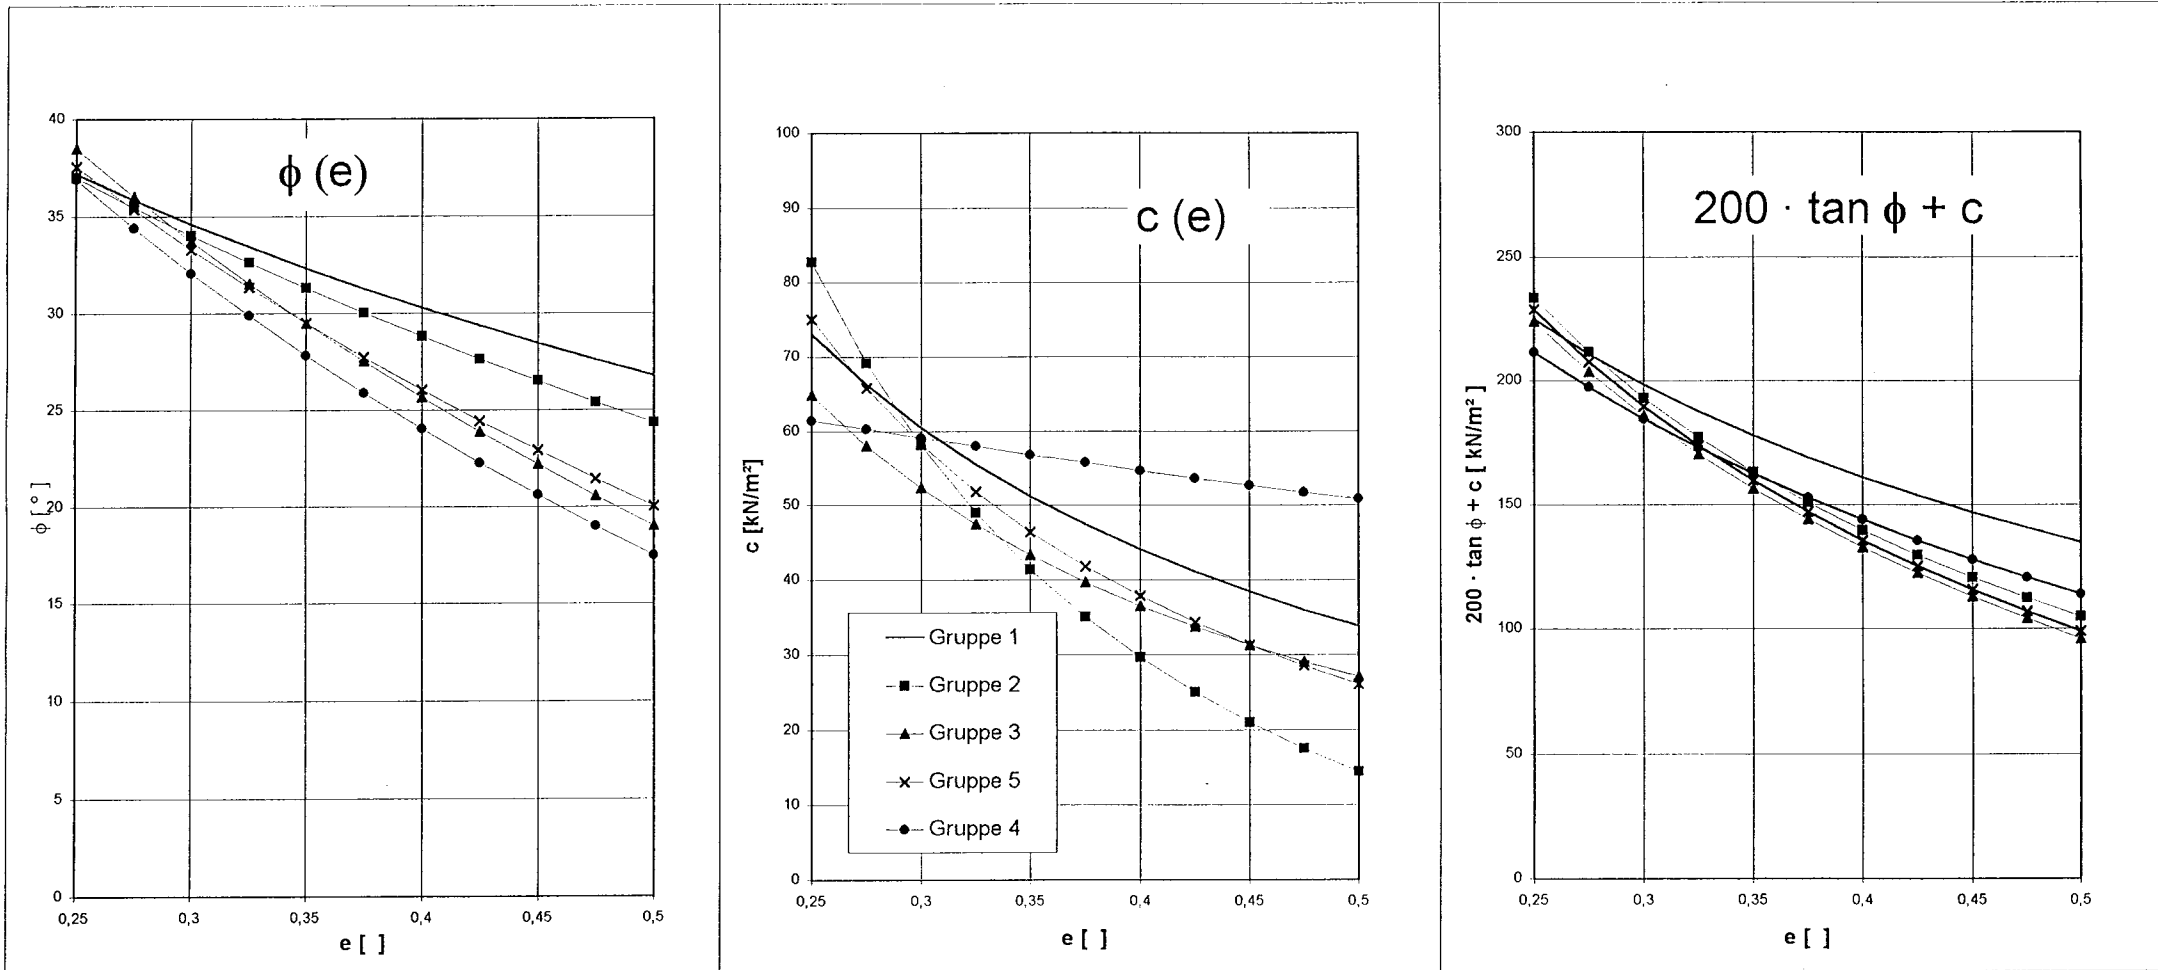 ϕ (e)
40
35
30
25
20
15
10
5
0
ϕ [ ° ]
0,25 0,3 0,35 0,4 0,45 0,5
e [ ]
c (e)
100
90
80
70
60
50
40
30
20
10
0
c [kN/m²]
Gruppe 1
Gruppe 2
Gruppe 3
Gruppe 5
Gruppe 4
0,25 0,3 0,35 0,4 0,45 0,5
e [ ]
200 · tan ϕ + c
300
250
200
150
100
50
0
200 · tan ϕ + c [ kN/m² ]
0,25 0,3 0,35 0,4 0,45 0,5
e [ ]